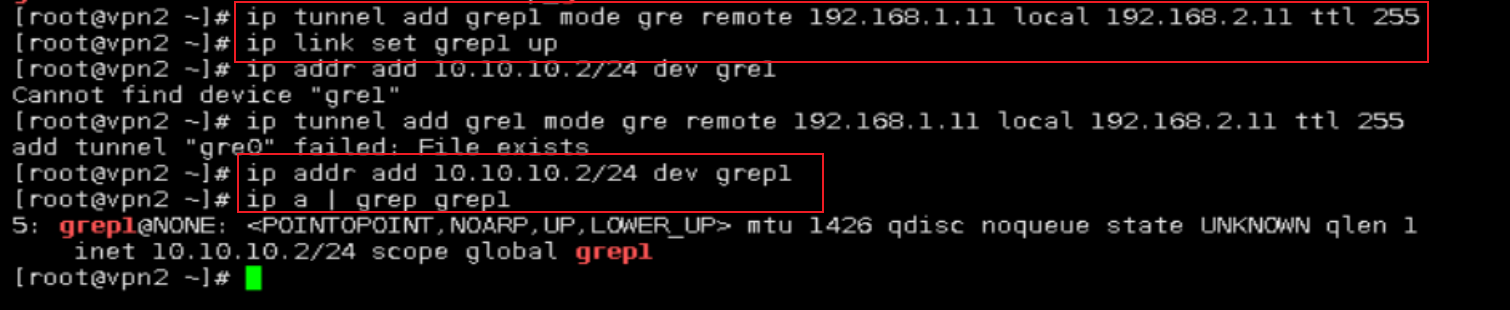 [root@vpn2 ~]# ip tunnel add grep1 mode gre remote 192.168.1.11 local 192.168.2.11 ttl 255
[root@vpn2 ~]# ip link set grep1 up
[root@vpn2 ~]# ip addr add 10.10.10.2/24 dev gre1
Cannot find device "gre1"
[root@vpn2 ~]# ip tunnel add gre1 mode gre remote 192.168.1.11 local 192.168.2.11 ttl 255
add tunnel "gre0" failed: File exists
[root@vpn2 ~]# ip addr add 10.10.10.2/24 dev grep1
[root@vpn2 ~]# ip a | grep grep1
5: grep1@NONE: <POINTOPOINT,NOARP,UP,LOWER_UP> mtu 1426 qdisc noqueue state UNKNOWN qlen 1
    inet 10.10.10.2/24 scope global grep1
[root@vpn2 ~]#